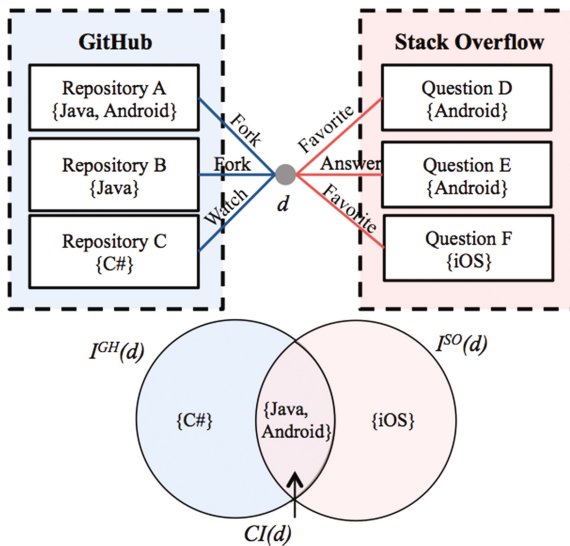 GitHub
Stack Overflow
Repository A
{Java, Android}
Repository B
{Java}
Repository C
{C#}
Fork
Fork
Watch
d
Favorite
Answer
Favorite
Question D
{Android}
Question E
{Android}
Question F
{iOS}
I^GH(d)
I^SO(d)
{C#}
{Java,
Android}
{iOS}
CI(d)